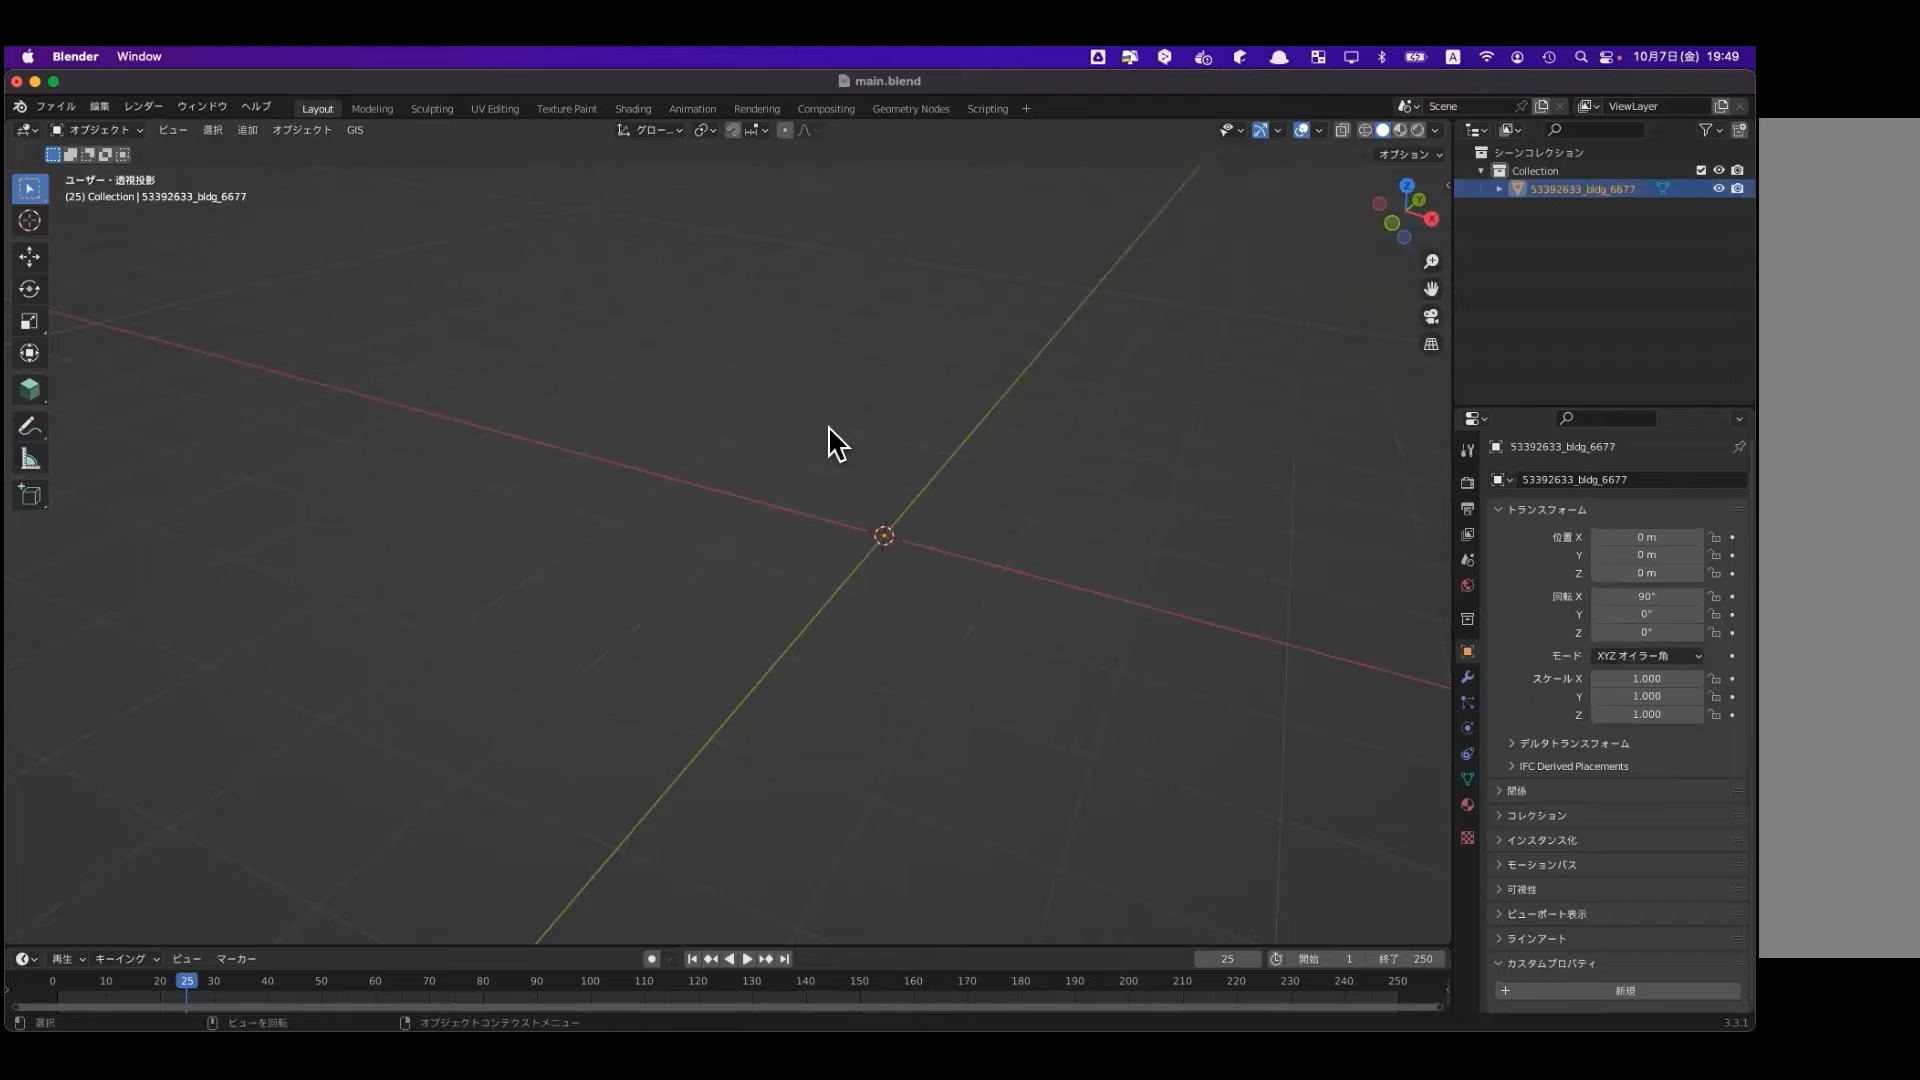 Blender Window 10月7日(金) 19:49
main.blend
ファイル 編集 レンダー ウィンドウ ヘルプ Layout Modeling Sculpting UV Editing Texture Paint Shading Animation Rendering Compositing Geometry Nodes Scripting + Scene ViewLayer
オブジェクト ビュー 選択 追加 オブジェクト GIS グロー...
オプション
シーンコレクション
Collection
53392633_bldg_6677
ユーザー・透視投影
(25) Collection | 53392633_bldg_6677
Z
Y
X
53392633_bldg_6677
53392633_bldg_6677
トランスフォーム
位置 X 0 m
Y 0 m
Z 0 m
回転 X 90°
Y 0°
Z 0°
モード XYZ オイラー角
スケール X 1.000
Y 1.000
Z 1.000
デルタトランスフォーム
IFC Derived Placements
関係
コレクション
インスタンス化
モーションパス
可視性
ビューポート表示
ラインアート
カスタムプロパティ
新規
再生 キーイング ビュー マーカー 25 開始 1 終了 250
0 10 20 25 30 40 50 60 70 80 90 100 110 120 130 140 150 160 170 180 190 200 210 220 230 240 250
選択 ビューを回転 オブジェクトコンテクストメニュー 3.3.1